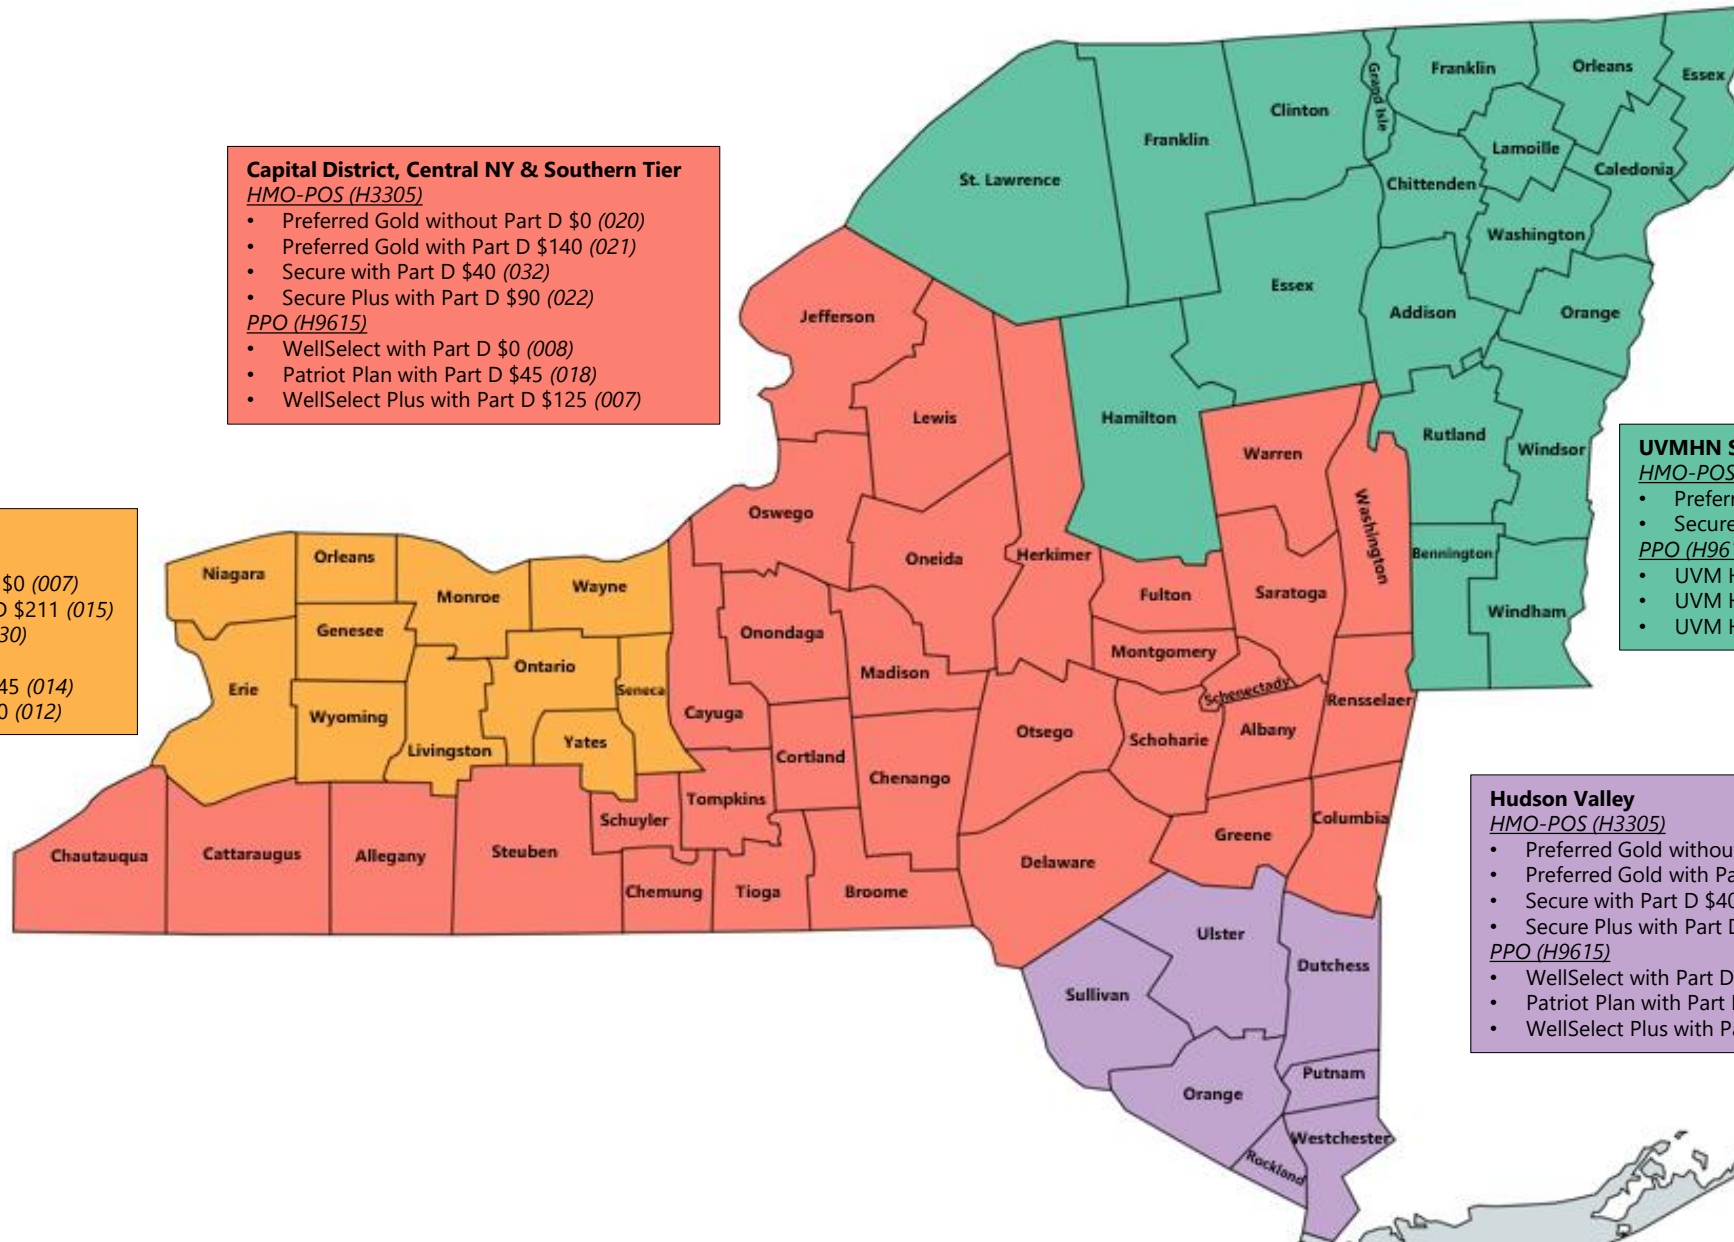 Capital District, Central NY & Southern Tier
HMO-POS (H3305)
• Preferred Gold without Part D $0 (020)
• Preferred Gold with Part D $140 (021)
• Secure with Part D $40 (032)
• Secure Plus with Part D $90 (022)
PPO (H9615)
• WellSelect with Part D $0 (008)
• Patriot Plan with Part D $45 (018)
• WellSelect Plus with Part D $125 (007)
$0 (007)
D $211 (015)
30)
45 (014)
0 (012)
UVMHN S
HMO-POS
• Preferr
• Secure
PPO (H961
• UVM H
• UVM H
• UVM H
Hudson Valley
HMO-POS (H3305)
• Preferred Gold withou
• Preferred Gold with Pa
• Secure with Part D $40
• Secure Plus with Part D
PPO (H9615)
• WellSelect with Part D
• Patriot Plan with Part
• WellSelect Plus with Pa
St. Lawrence
Franklin
Clinton
Grand Isle
Franklin
Orleans
Essex
Lamoille
Caledonia
Chittenden
Washington
Essex
Addison
Orange
Hamilton
Rutland
Windsor
Bennington
Windham
Jefferson
Lewis
Warren
Washington
Oswego
Oneida
Herkimer
Fulton
Saratoga
Onondaga
Madison
Montgomery
Schenectady
Rensselaer
Cayuga
Otsego
Schoharie
Albany
Cortland
Chenango
Tompkins
Schuyler
Greene
Columbia
Delaware
Chautauqua
Cattaraugus
Allegany
Steuben
Chemung
Tioga
Broome
Niagara
Orleans
Monroe
Wayne
Genesee
Ontario
Seneca
Erie
Wyoming
Livingston
Yates
Ulster
Dutchess
Sullivan
Putnam
Orange
Westchester
Rockland